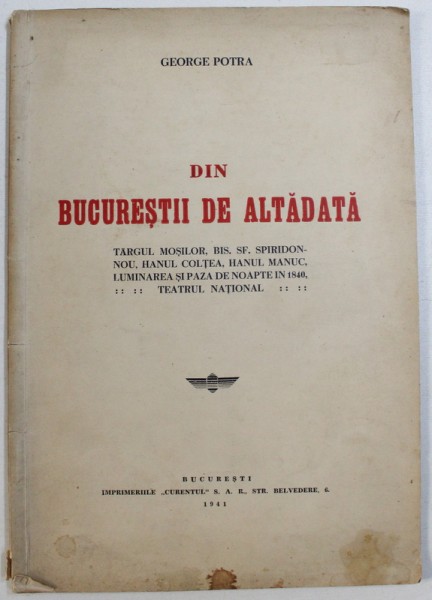 GEORGE POTRA
DIN
BUCUREȘTII DE ALTĂDATĂ
TARGUL MOȘILOR, BIS. SF. SPIRIDON-
NOU, HANUL COLȚEA, HANUL MANUC,
LUMINAREA ȘI PAZA DE NOAPTE IN 1840,
:: :: TEATRUL NAȚIONAL :: ::
BUCUREȘTI
IMPRIMERIILE „CURENTUL" S. A. R., STR. BELVEDERE, 6.
1941